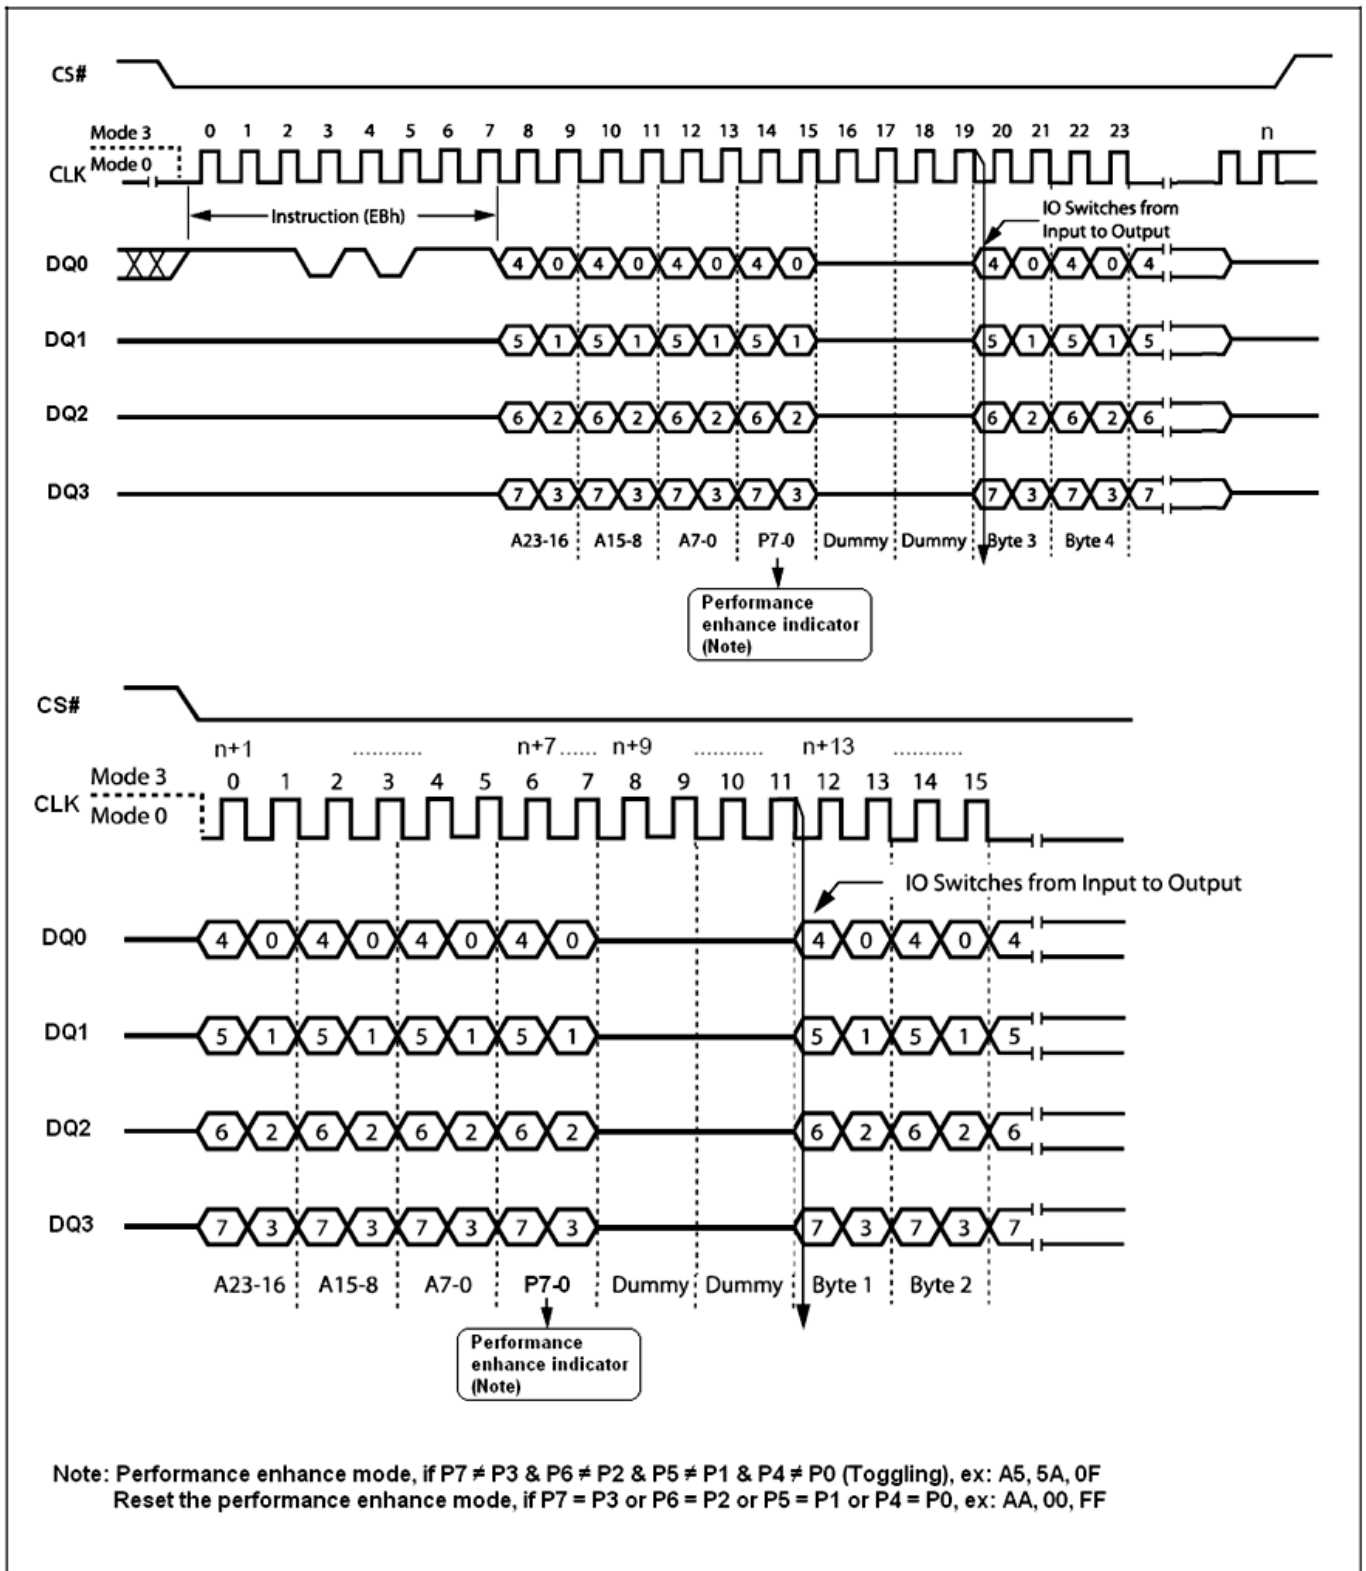 CS#
Mode 3
0 1 2 3 4 5 6 7 8 9 10 11 12 13 14 15 16 17 18 19 20 21 22 23 n
CLK Mode 0
Instruction (EBh)
IO Switches from
Input to Output
DQ0 4 0 4 0 4 0 4 0 4 0 4 0 4
DQ1 5 1 5 1 5 1 5 1 5 1 5 1 5
DQ2 6 2 6 2 6 2 6 2 6 2 6 2 6
DQ3 7 3 7 3 7 3 7 3 7 3 7 3 7
A23-16 A15-8 A7-0 P7-0 Dummy Dummy Byte 3 Byte 4
Performance
enhance indicator
(Note)
CS#
n+1 ........... n+7 ...... n+9 ........... n+13 ...........
Mode 3 0 1 2 3 4 5 6 7 8 9 10 11 12 13 14 15
CLK
Mode 0
IO Switches from Input to Output
DQ0 4 0 4 0 4 0 4 0 4 0 4 0 4
DQ1 5 1 5 1 5 1 5 1 5 1 5 1 5
DQ2 6 2 6 2 6 2 6 2 6 2 6 2 6
DQ3 7 3 7 3 7 3 7 3 7 3 7 3 7
A23-16 A15-8 A7-0 P7-0 Dummy Dummy Byte 1 Byte 2
Performance
enhance indicator
(Note)
Note: Performance enhance mode, if P7 ≠ P3 & P6 ≠ P2 & P5 ≠ P1 & P4 ≠ P0 (Toggling), ex: A5, 5A, 0F
Reset the performance enhance mode, if P7 = P3 or P6 = P2 or P5 = P1 or P4 = P0, ex: AA, 00, FF